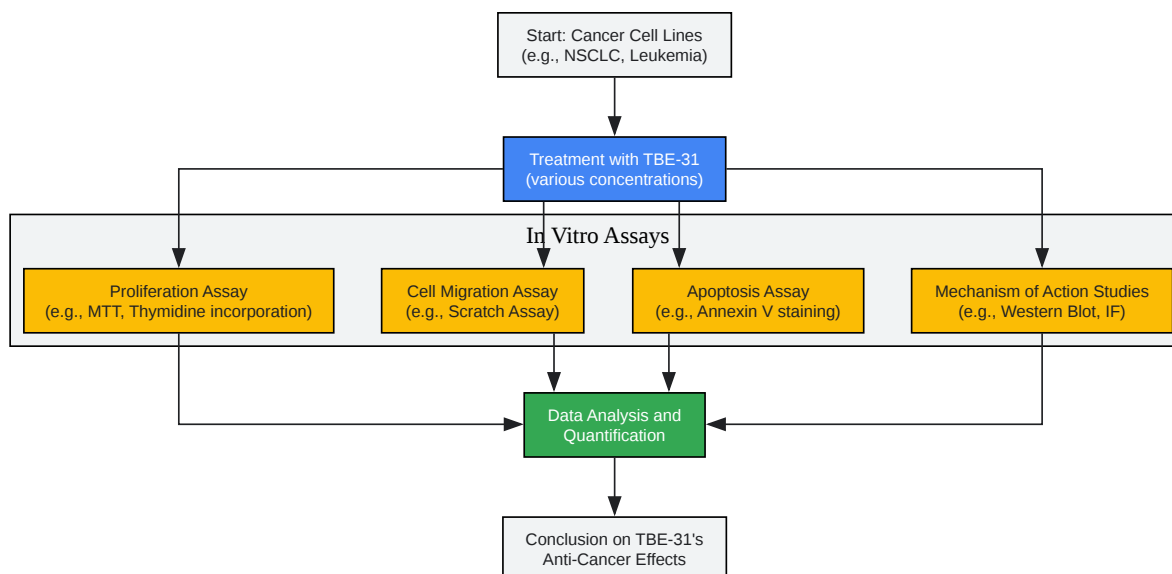 Start: Cancer Cell Lines
(e.g., NSCLC, Leukemia)
Treatment with TBE-31
(various concentrations)
In Vitro Assays
Proliferation Assay
(e.g., MTT, Thymidine incorporation)
Cell Migration Assay
(e.g., Scratch Assay)
Apoptosis Assay
(e.g., Annexin V staining)
Mechanism of Action Studies
(e.g., Western Blot, IF)
Data Analysis and
Quantification
Conclusion on TBE-31's
Anti-Cancer Effects